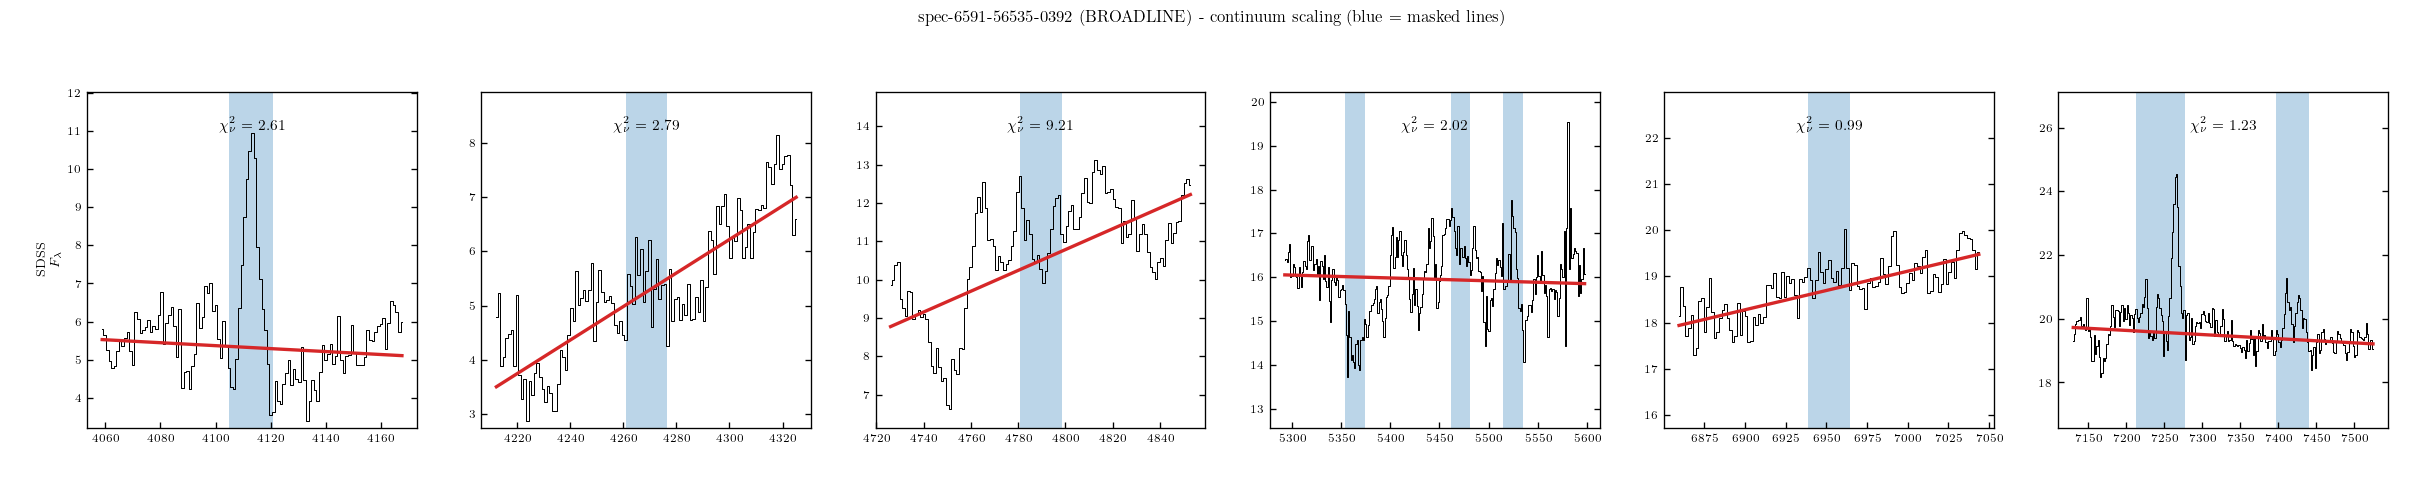 spec-6591-56535-0392 (BROADLINE) - continuum scaling (blue = masked lines)
SDSS
Fλ
χ²ν = 2.61
4 5 6 7 8 9 10 11 12
4060 4080 4100 4120 4140 4160
χ²ν = 2.79
3 4 5 6 7 8
4220 4240 4260 4280 4300 4320
χ²ν = 9.21
7 8 9 10 11 12 13 14
4720 4740 4760 4780 4800 4820 4840
χ²ν = 2.02
13 14 15 16 17 18 19 20
5300 5350 5400 5450 5500 5550 5600
χ²ν = 0.99
16 17 18 19 20 21 22
6875 6900 6925 6950 6975 7000 7025 7050
χ²ν = 1.23
18 20 22 24 26
7150 7200 7250 7300 7350 7400 7450 7500